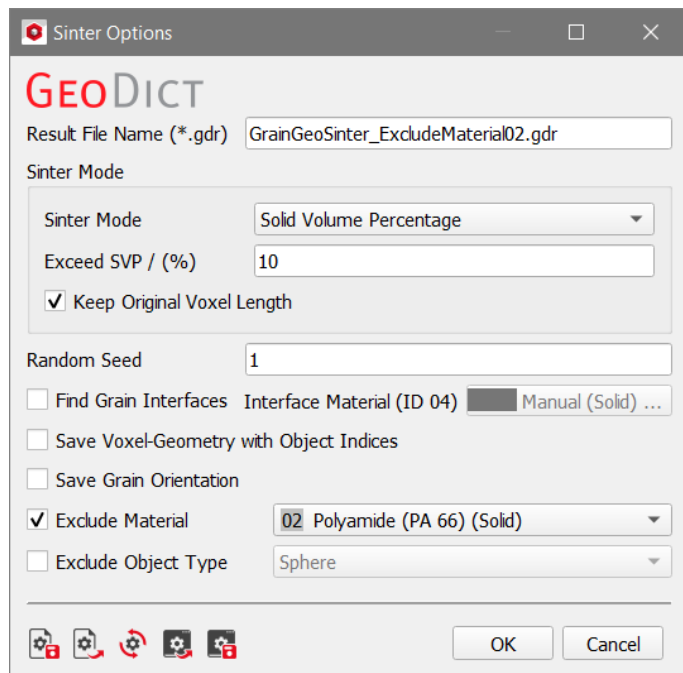 Sinter Options
GEODICT
Result File Name (*.gdr) GrainGeoSinter_ExcludeMaterial02.gdr
Sinter Mode
Sinter Mode Solid Volume Percentage
Exceed SVP / (%) 10
Keep Original Voxel Length
Random Seed 1
Find Grain Interfaces Interface Material (ID 04) Manual (Solid) ...
Save Voxel-Geometry with Object Indices
Save Grain Orientation
Exclude Material 02 Polyamide (PA 66) (Solid)
Exclude Object Type Sphere
OK Cancel